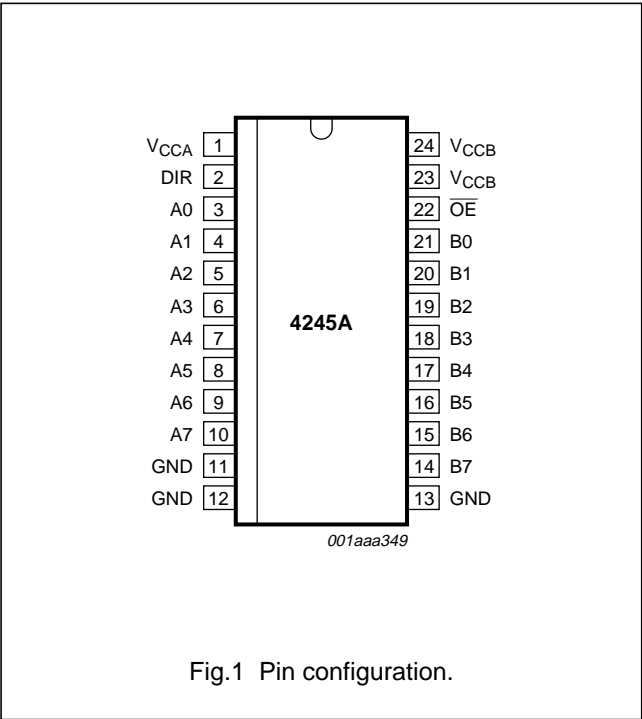 VCCA 1 24 VCCB
DIR 2 23 VCCB
A0 3 22 O̅E̅
A1 4 21 B0
A2 5 20 B1
A3 6 19 B2
4245A
A4 7 18 B3
A5 8 17 B4
A6 9 16 B5
A7 10 15 B6
GND 11 14 B7
GND 12 13 GND
001aaa349
Fig.1 Pin configuration.